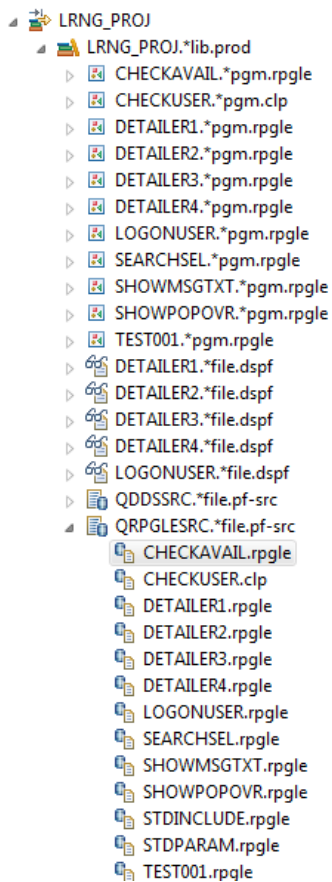 LRNG_PROJ
LRNG_PROJ.*lib.prod
CHECKAVAIL.*pgm.rpgle
CHECKUSER.*pgm.clp
DETAILER1.*pgm.rpgle
DETAILER2.*pgm.rpgle
DETAILER3.*pgm.rpgle
DETAILER4.*pgm.rpgle
LOGONUSER.*pgm.rpgle
SEARCHSEL.*pgm.rpgle
SHOWMSGTXT.*pgm.rpgle
SHOWPOPOVR.*pgm.rpgle
TEST001.*pgm.rpgle
DETAILER1.*file.dspf
DETAILER2.*file.dspf
DETAILER3.*file.dspf
DETAILER4.*file.dspf
LOGONUSER.*file.dspf
QDDSSRC.*file.pf-src
QRPGLESRC.*file.pf-src
CHECKAVAIL.rpgle
CHECKUSER.clp
DETAILER1.rpgle
DETAILER2.rpgle
DETAILER3.rpgle
DETAILER4.rpgle
LOGONUSER.rpgle
SEARCHSEL.rpgle
SHOWMSGTXT.rpgle
SHOWPOPOVR.rpgle
STDINCLUDE.rpgle
STDPARAM.rpgle
TEST001.rpgle